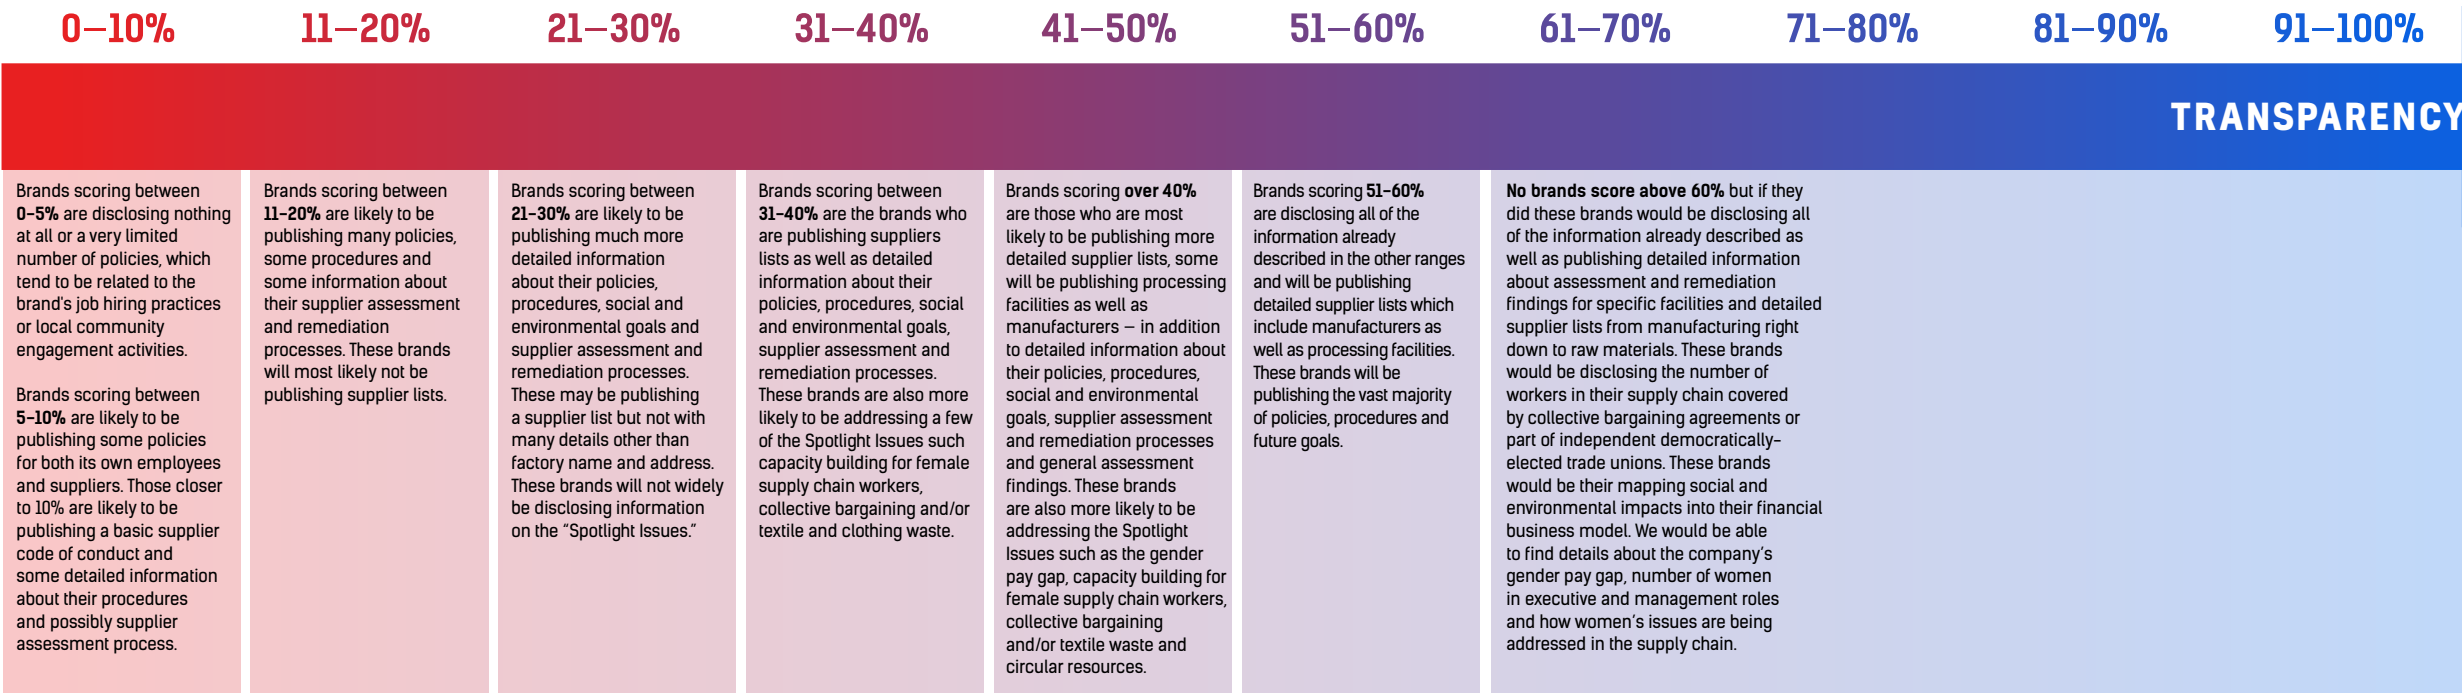 0–10%
11–20%
21–30%
31–40%
41–50%
51–60%
61–70%
71–80%
81–90%
91–100%
TRANSPARENCY
Brands scoring between
0-5% are disclosing nothing
at all or a very limited
number of policies, which
tend to be related to the
brand's job hiring practices
or local community
engagement activities.
Brands scoring between
5-10% are likely to be
publishing some policies
for both its own employees
and suppliers. Those closer
to 10% are likely to be
publishing a basic supplier
code of conduct and
some detailed information
about their procedures
and possibly supplier
assessment process.
Brands scoring between
11-20% are likely to be
publishing many policies,
some procedures and
some information about
their supplier assessment
and remediation
processes. These brands
will most likely not be
publishing supplier lists.
Brands scoring between
21-30% are likely to be
publishing much more
detailed information
about their policies,
procedures, social and
environmental goals and
supplier assessment and
remediation processes.
These may be publishing
a supplier list but not with
many details other than
factory name and address.
These brands will not widely
be disclosing information
on the “Spotlight Issues.”
Brands scoring between
31-40% are the brands who
are publishing suppliers
lists as well as detailed
information about their
policies, procedures, social
and environmental goals,
supplier assessment and
remediation processes.
These brands are also more
likely to be addressing a few
of the Spotlight Issues such
capacity building for female
supply chain workers,
collective bargaining and/or
textile and clothing waste.
Brands scoring over 40%
are those who are most
likely to be publishing more
detailed supplier lists, some
will be publishing processing
facilities as well as
manufacturers – in addition
to detailed information about
their policies, procedures,
social and environmental
goals, supplier assessment
and remediation processes
and general assessment
findings. These brands
are also more likely to be
addressing the Spotlight
Issues such as the gender
pay gap, capacity building for
female supply chain workers,
collective bargaining
and/or textile waste and
circular resources.
Brands scoring 51-60%
are disclosing all of the
information already
described in the other ranges
and will be publishing
detailed supplier lists which
include manufacturers as
well as processing facilities.
These brands will be
publishing the vast majority
of policies, procedures and
future goals.
No brands score above 60% but if they
did these brands would be disclosing all
of the information already described as
well as publishing detailed information
about assessment and remediation
findings for specific facilities and detailed
supplier lists from manufacturing right
down to raw materials. These brands
would be disclosing the number of
workers in their supply chain covered
by collective bargaining agreements or
part of independent democratically-
elected trade unions. These brands
would be their mapping social and
environmental impacts into their financial
business model. We would be able
to find details about the company’s
gender pay gap, number of women
in executive and management roles
and how women’s issues are being
addressed in the supply chain.